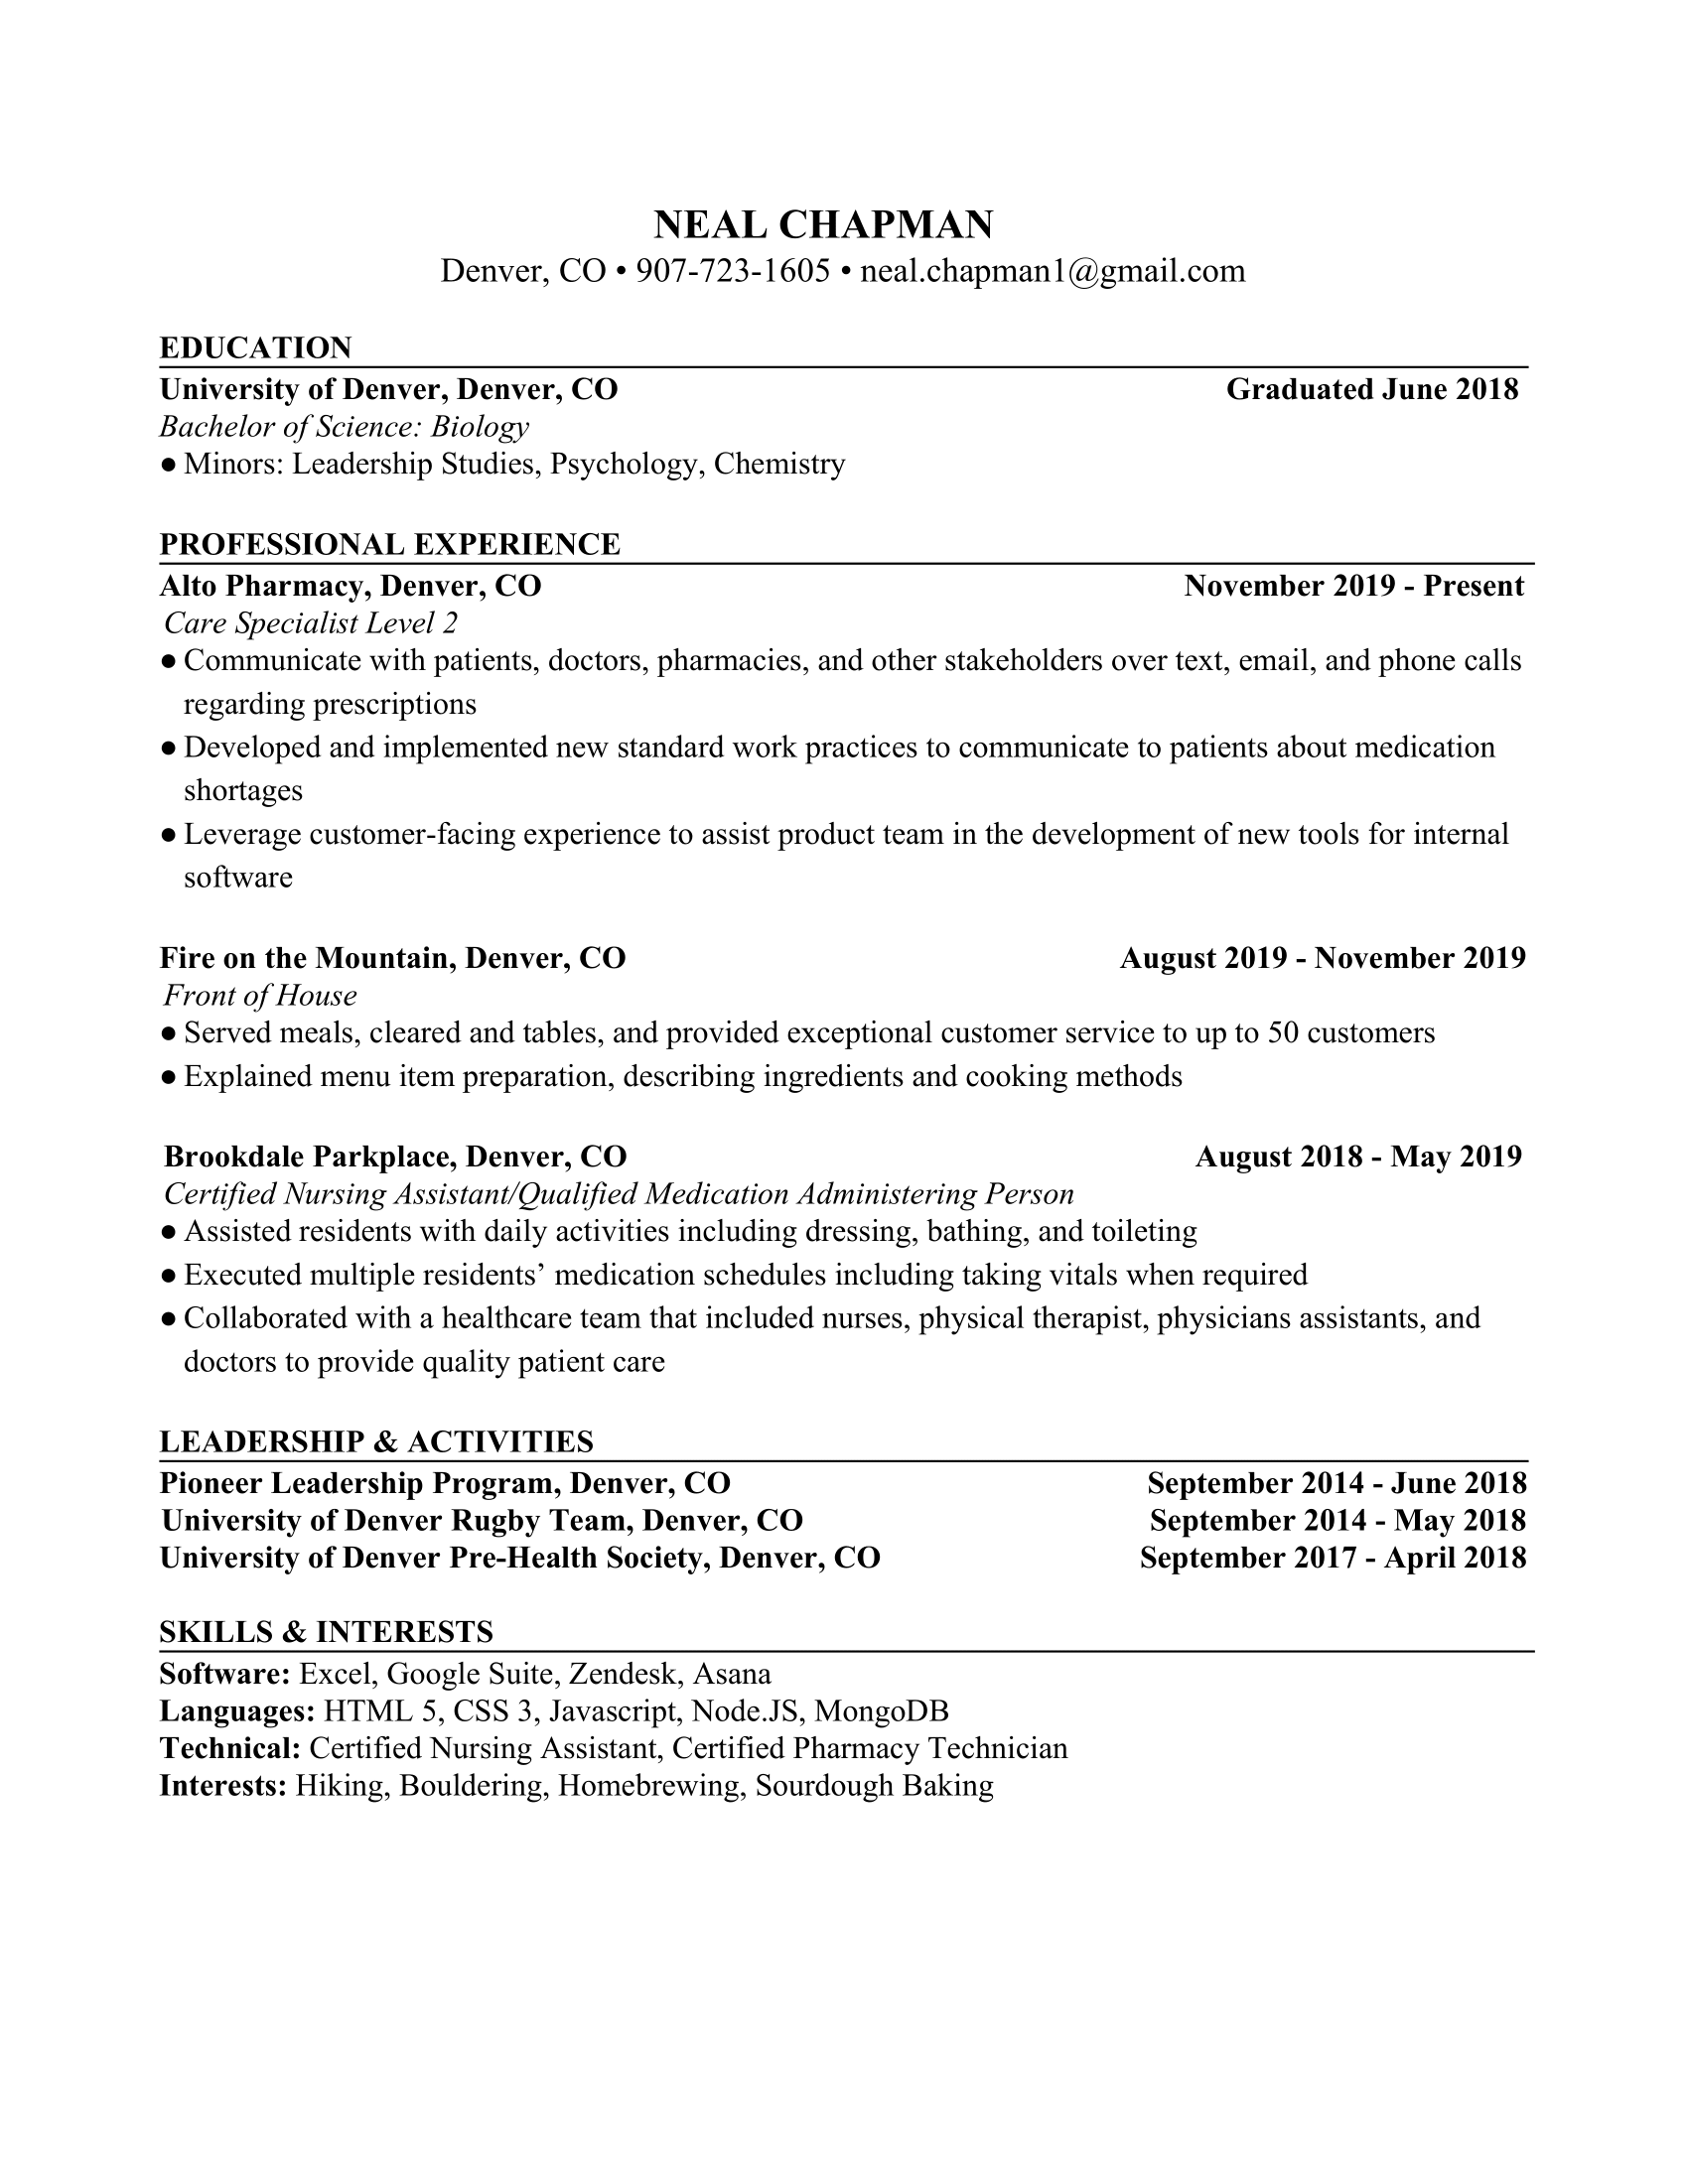 NEAL CHAPMAN
Denver, CO • 907-723-1605 • neal.chapman1@gmail.com
EDUCATION
University of Denver, Denver, CO Graduated June 2018
Bachelor of Science: Biology
● Minors: Leadership Studies, Psychology, Chemistry
PROFESSIONAL EXPERIENCE
Alto Pharmacy, Denver, CO November 2019 - Present
Care Specialist Level 2
● Communicate with patients, doctors, pharmacies, and other stakeholders over text, email, and phone calls
regarding prescriptions
● Developed and implemented new standard work practices to communicate to patients about medication
shortages
● Leverage customer-facing experience to assist product team in the development of new tools for internal
software
Fire on the Mountain, Denver, CO August 2019 - November 2019
Front of House
● Served meals, cleared and tables, and provided exceptional customer service to up to 50 customers
● Explained menu item preparation, describing ingredients and cooking methods
Brookdale Parkplace, Denver, CO August 2018 - May 2019
Certified Nursing Assistant/Qualified Medication Administering Person
● Assisted residents with daily activities including dressing, bathing, and toileting
● Executed multiple residents’ medication schedules including taking vitals when required
● Collaborated with a healthcare team that included nurses, physical therapist, physicians assistants, and
doctors to provide quality patient care
LEADERSHIP & ACTIVITIES
Pioneer Leadership Program, Denver, CO September 2014 - June 2018
University of Denver Rugby Team, Denver, CO September 2014 - May 2018
University of Denver Pre-Health Society, Denver, CO September 2017 - April 2018
SKILLS & INTERESTS
Software: Excel, Google Suite, Zendesk, Asana
Languages: HTML 5, CSS 3, Javascript, Node.JS, MongoDB
Technical: Certified Nursing Assistant, Certified Pharmacy Technician
Interests: Hiking, Bouldering, Homebrewing, Sourdough Baking